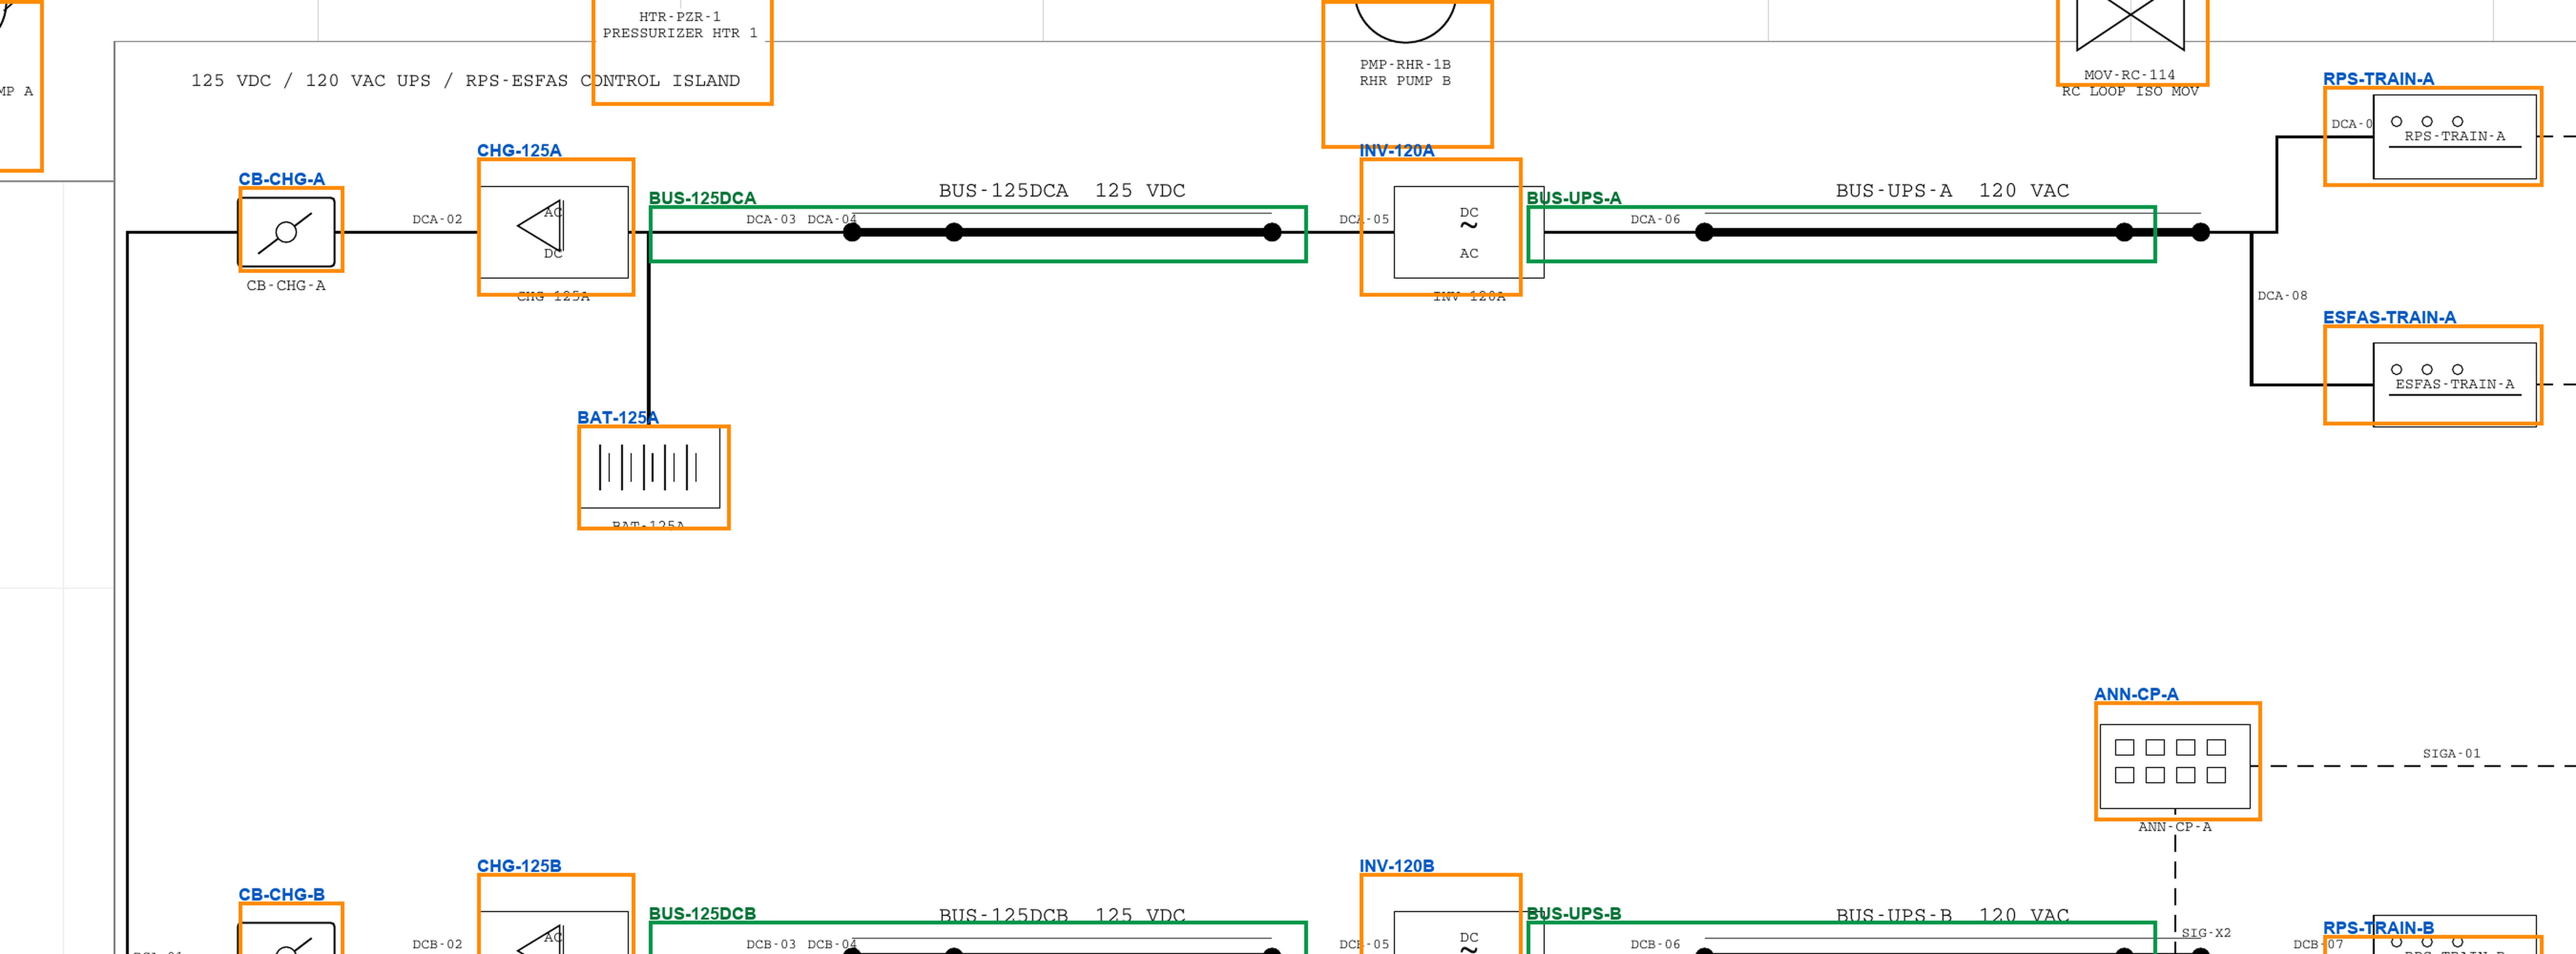 HTR-PZR-1
PRESSURIZER HTR 1
PMP-RHR-1B
RHR PUMP B
MOV-RC-114
RC LOOP ISO MOV
MP A
125 VDC / 120 VAC UPS / RPS-ESFAS CONTROL ISLAND
RPS-TRAIN-A
DCA-0
RPS-TRAIN-A
CB-CHG-A
CB-CHG-A
DCA-02
CHG-125A
AC
DC
CHG-125A
BUS-125DCA
BUS-125DCA 125 VDC
DCA-03 DCA-04
DCA-05
INV-120A
DC
~
AC
INV-120A
BUS-UPS-A
BUS-UPS-A 120 VAC
DCA-06
DCA-08
ESFAS-TRAIN-A
ESFAS-TRAIN-A
BAT-125A
BAT-125A
ANN-CP-A
ANN-CP-A
SIGA-01
CB-CHG-B
DCB-02
CHG-125B
AC
BUS-125DCB
BUS-125DCB 125 VDC
DCB-03 DCB-04
DCB-05
INV-120B
DC
~
BUS-UPS-B
BUS-UPS-B 120 VAC
DCB-06
SIG-X2
DCB-07
RPS-TRAIN-B